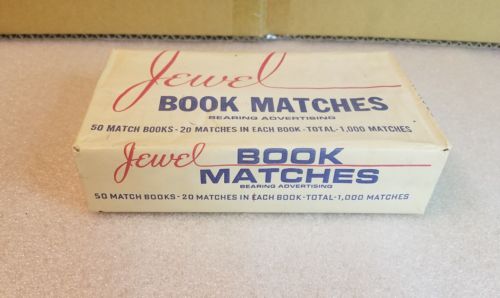 Jewel
BOOK MATCHES
BEARING ADVERTISING
50 MATCH BOOKS - 20 MATCHES IN EACH BOOK - TOTAL - 1,000 MATCHES
Jewel BOOK
MATCHES
BEARING ADVERTISING
50 MATCH BOOKS - 20 MATCHES IN EACH BOOK - TOTAL - 1,000 MATCHES